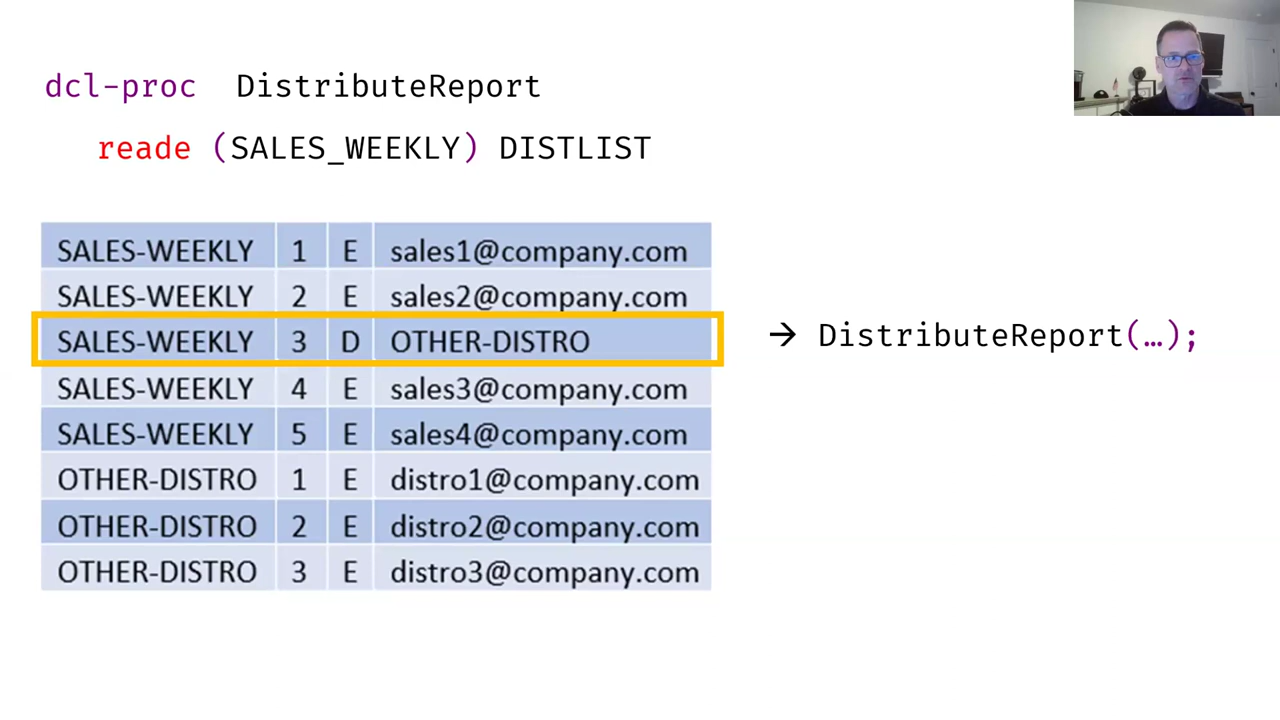 dcl-proc DistributeReport
reade (SALES_WEEKLY) DISTLIST
SALES-WEEKLY 1 E sales1@company.com
SALES-WEEKLY 2 E sales2@company.com
SALES-WEEKLY 3 D OTHER-DISTRO
→ DistributeReport(…);
SALES-WEEKLY 4 E sales3@company.com
SALES-WEEKLY 5 E sales4@company.com
OTHER-DISTRO 1 E distro1@company.com
OTHER-DISTRO 2 E distro2@company.com
OTHER-DISTRO 3 E distro3@company.com